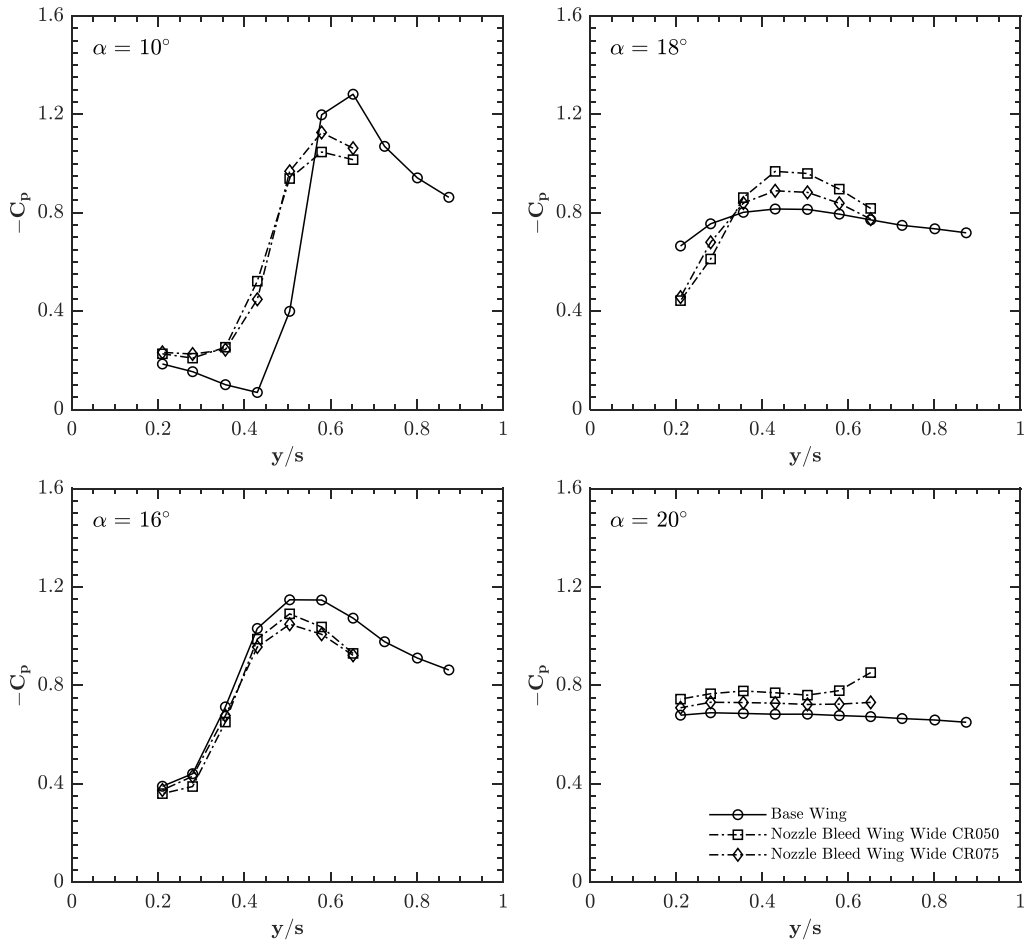 α = 10°
1.6
1.2
0.8
0.4
0
−Cp
0 0.2 0.4 0.6 0.8 1
y/s
α = 18°
1.6
1.2
0.8
0.4
0
−Cp
0 0.2 0.4 0.6 0.8 1
y/s
α = 16°
1.6
1.2
0.8
0.4
0
−Cp
0 0.2 0.4 0.6 0.8 1
y/s
α = 20°
1.6
1.2
0.8
0.4
0
−Cp
Base Wing
Nozzle Bleed Wing Wide CR050
Nozzle Bleed Wing Wide CR075
0 0.2 0.4 0.6 0.8 1
y/s